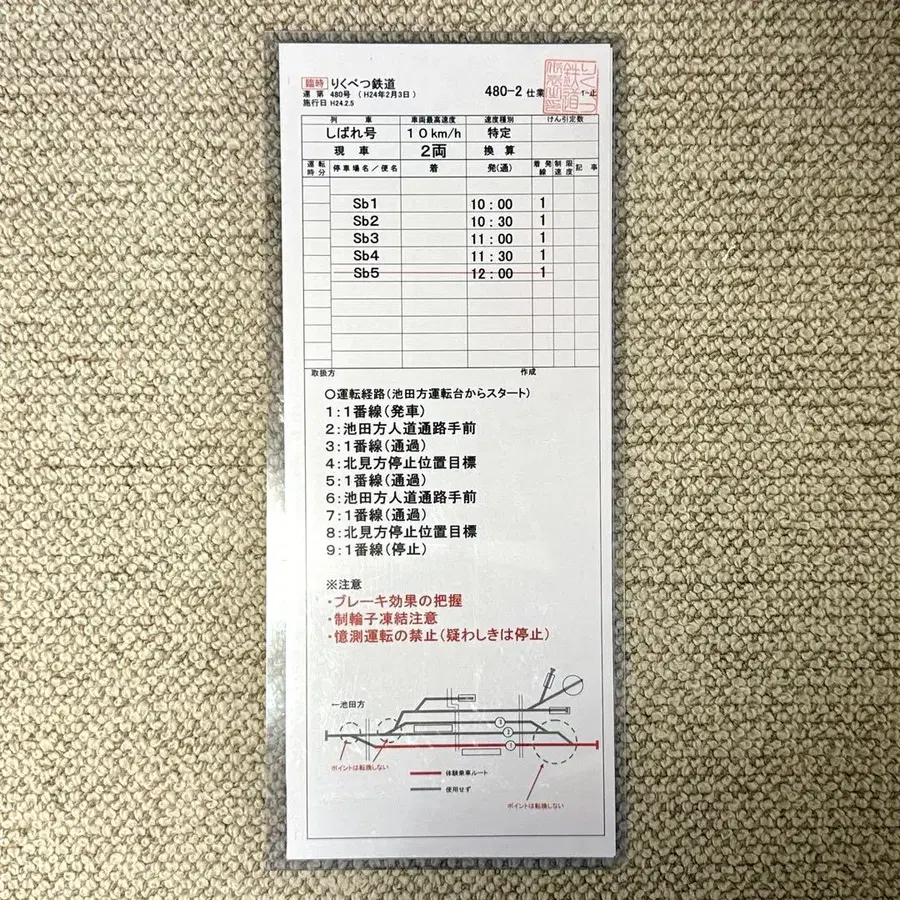 臨時 りくべつ鉄道
運 第 480号 (H24年2月3日)
施行日 H24.2.5
480-2 仕業
列 車 車両最高速度 速度種別 けん引定数
しばれ号 10km/h 特定
現 車 2両 換 算
運転時分 停車場名/便名 着 発(通) 着発線 制限速度 記 事
Sb1 10:00 1
Sb2 10:30 1
Sb3 11:00 1
Sb4 11:30 1
Sb5 12:00 1
取扱方 作成
〇運転経路(池田方運転台からスタート)
1:1番線(発車)
2:池田方人道通路手前
3:1番線(通過)
4:北見方停止位置目標
5:1番線(通過)
6:池田方人道通路手前
7:1番線(通過)
8:北見方停止位置目標
9:1番線(停止)
※注意
・ブレーキ効果の把握
・制輪子凍結注意
・憶測運転の禁止(疑わしきは停止)
←池田方
3
2
1
ポイントは転換しない
体験乗車ルート
使用せず
ポイントは転換しない